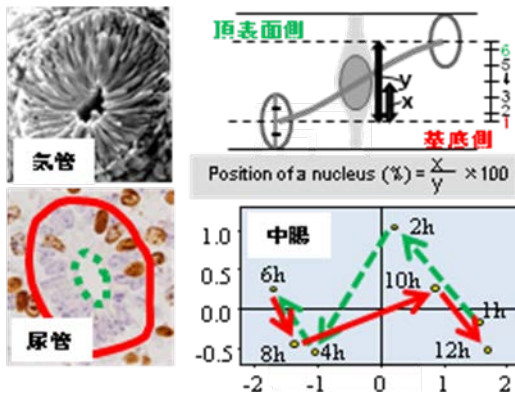 気管
尿管
頂表面側
y
x
6
5
4
3
2
1
基底側
Position of a nucleus (%) = x/y ×100
中腸
1.0
0.5
0.0
-0.5
-2
-1
0
1
2
2h
6h
10h
1h
8h
4h
12h